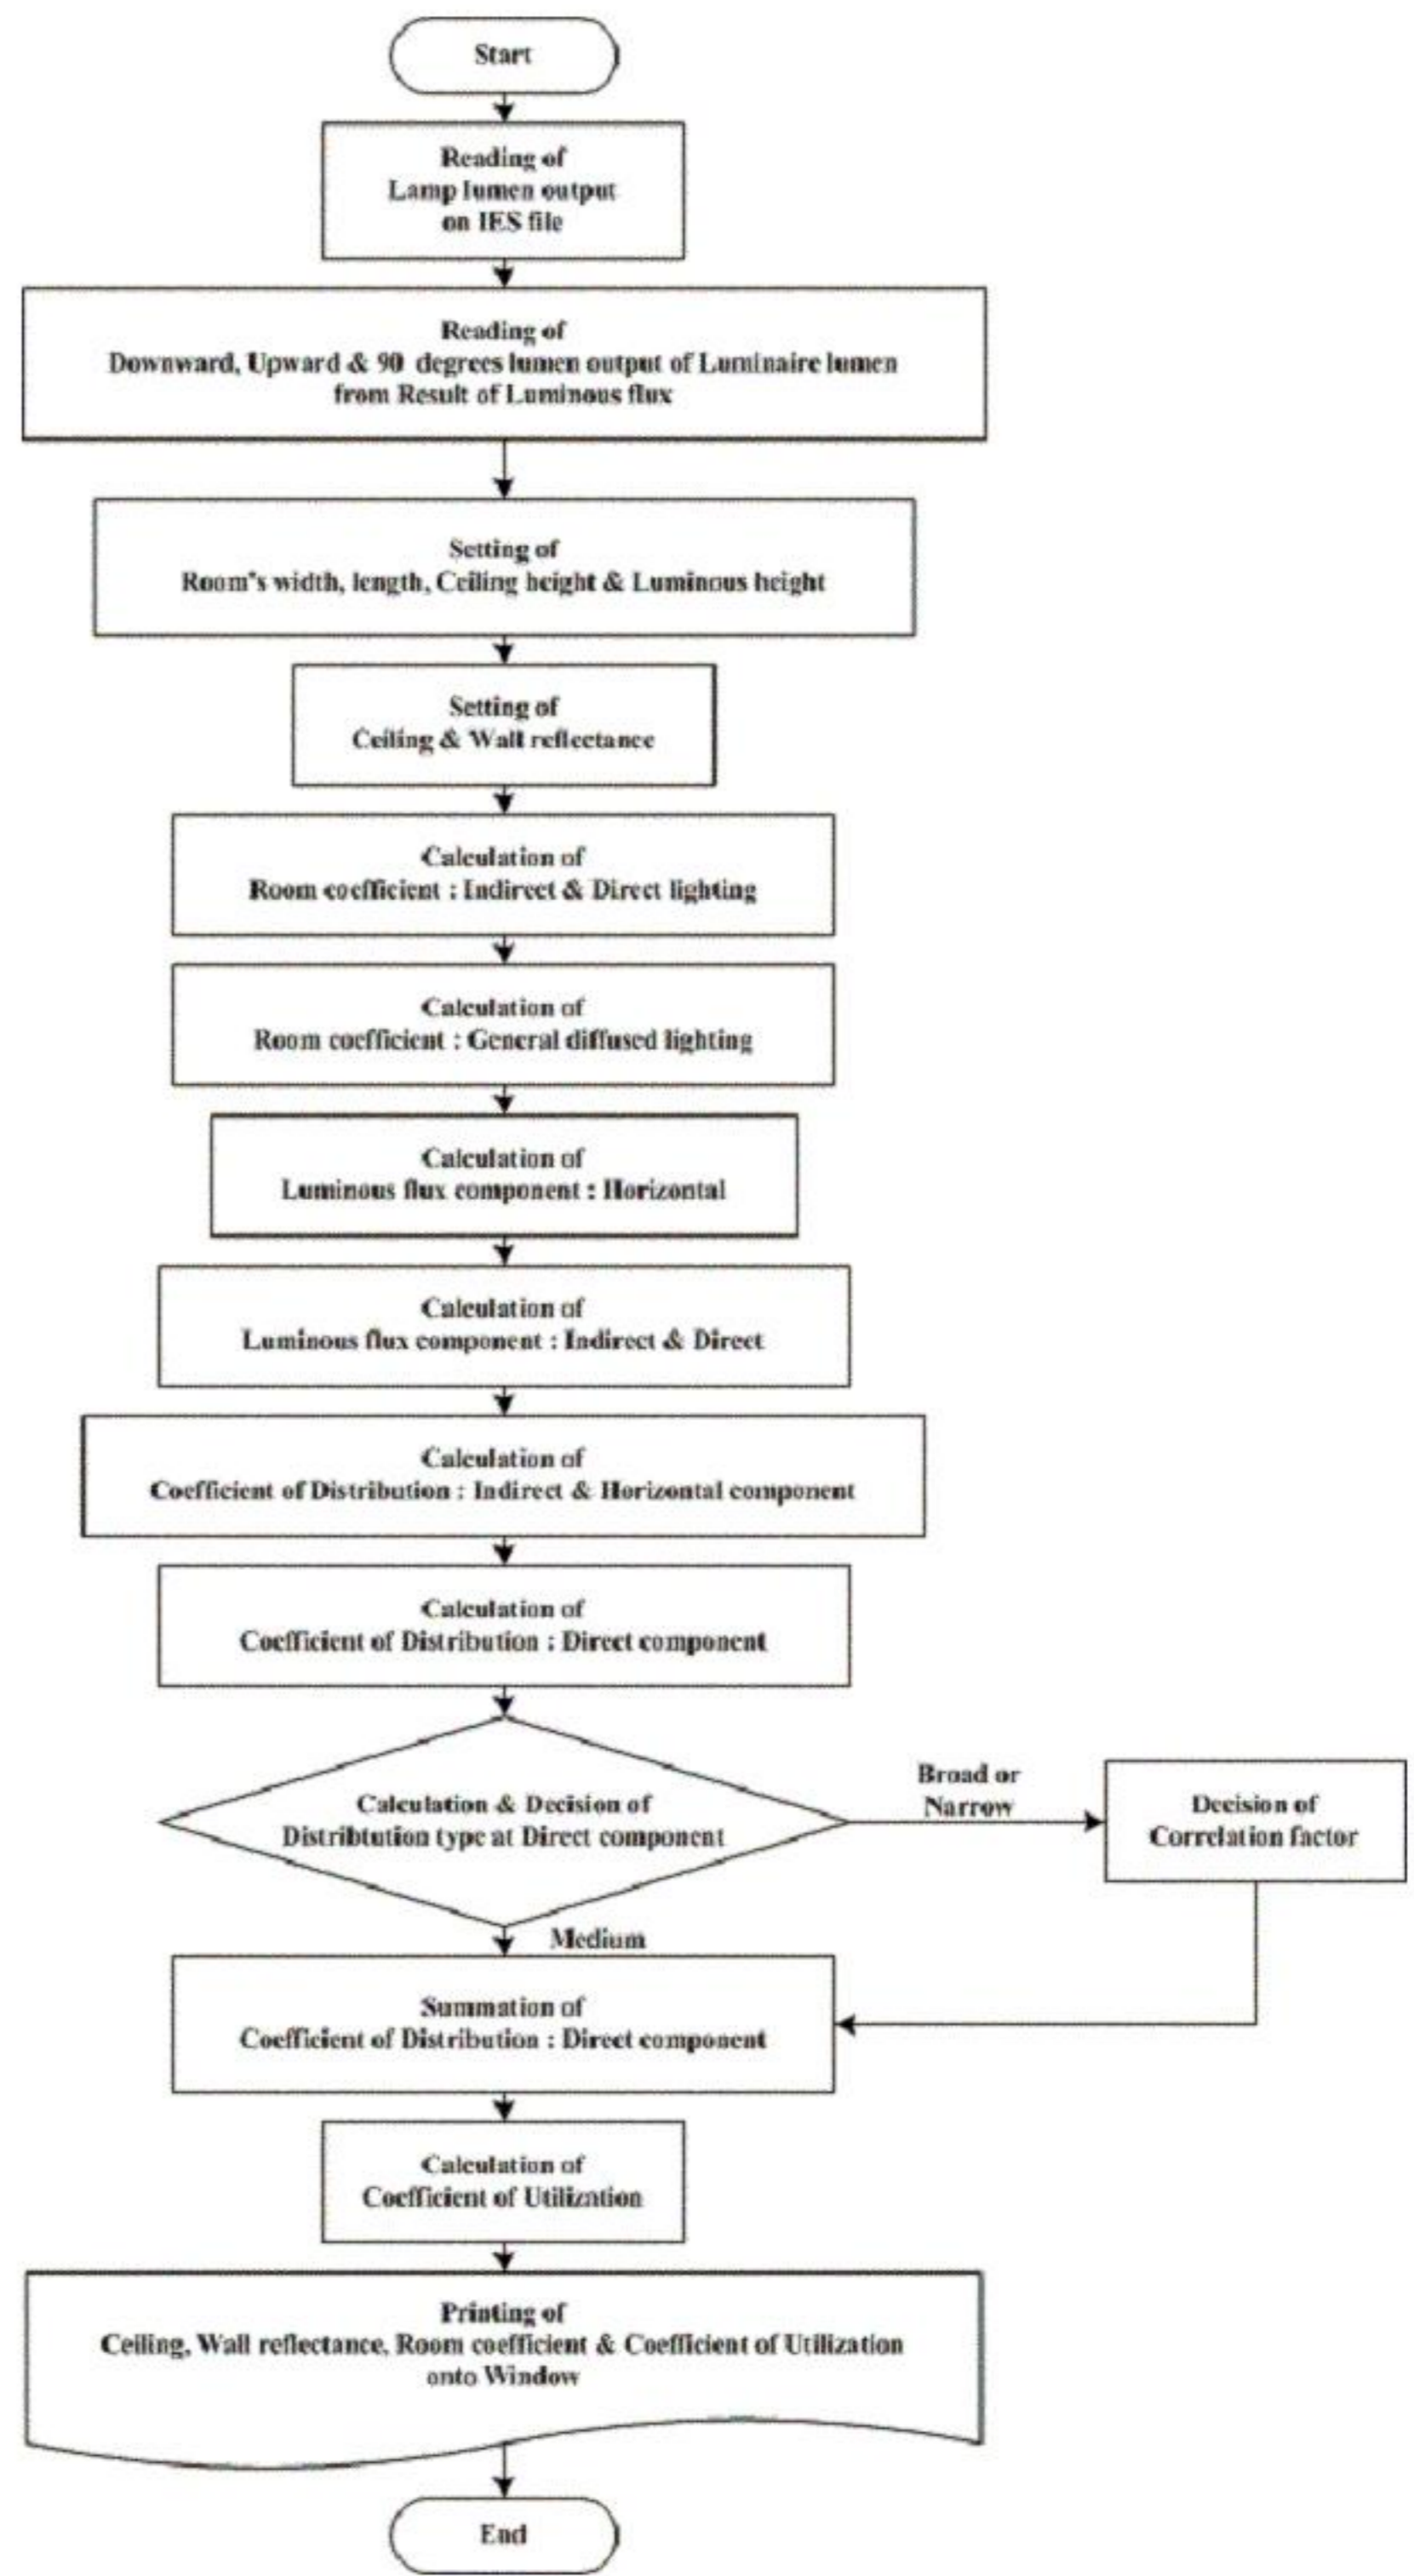 Start
Reading of
Lamp lumen output
on IES file
Reading of
Downward, Upward & 90 degrees lumen output of Luminaire lumen
from Result of Luminous flux
Setting of
Room's width, length, Ceiling height & Luminous height
Setting of
Ceiling & Wall reflectance
Calculation of
Room coefficient : Indirect & Direct lighting
Calculation of
Room coefficient : General diffused lighting
Calculation of
Luminous flux component : Horizontal
Calculation of
Luminous flux component : Indirect & Direct
Calculation of
Coefficient of Distribution : Indirect & Horizontal component
Calculation of
Coefficient of Distribution : Direct component
Calculation & Decision of
Distribtution type at Direct component
Broad or
Narrow
Decision of
Correlation factor
Medium
Summation of
Coefficient of Distribution : Direct component
Calculation of
Coefficient of Utilization
Printing of
Ceiling, Wall reflectance, Room coefficient & Coefficient of Utilization
onto Window
End